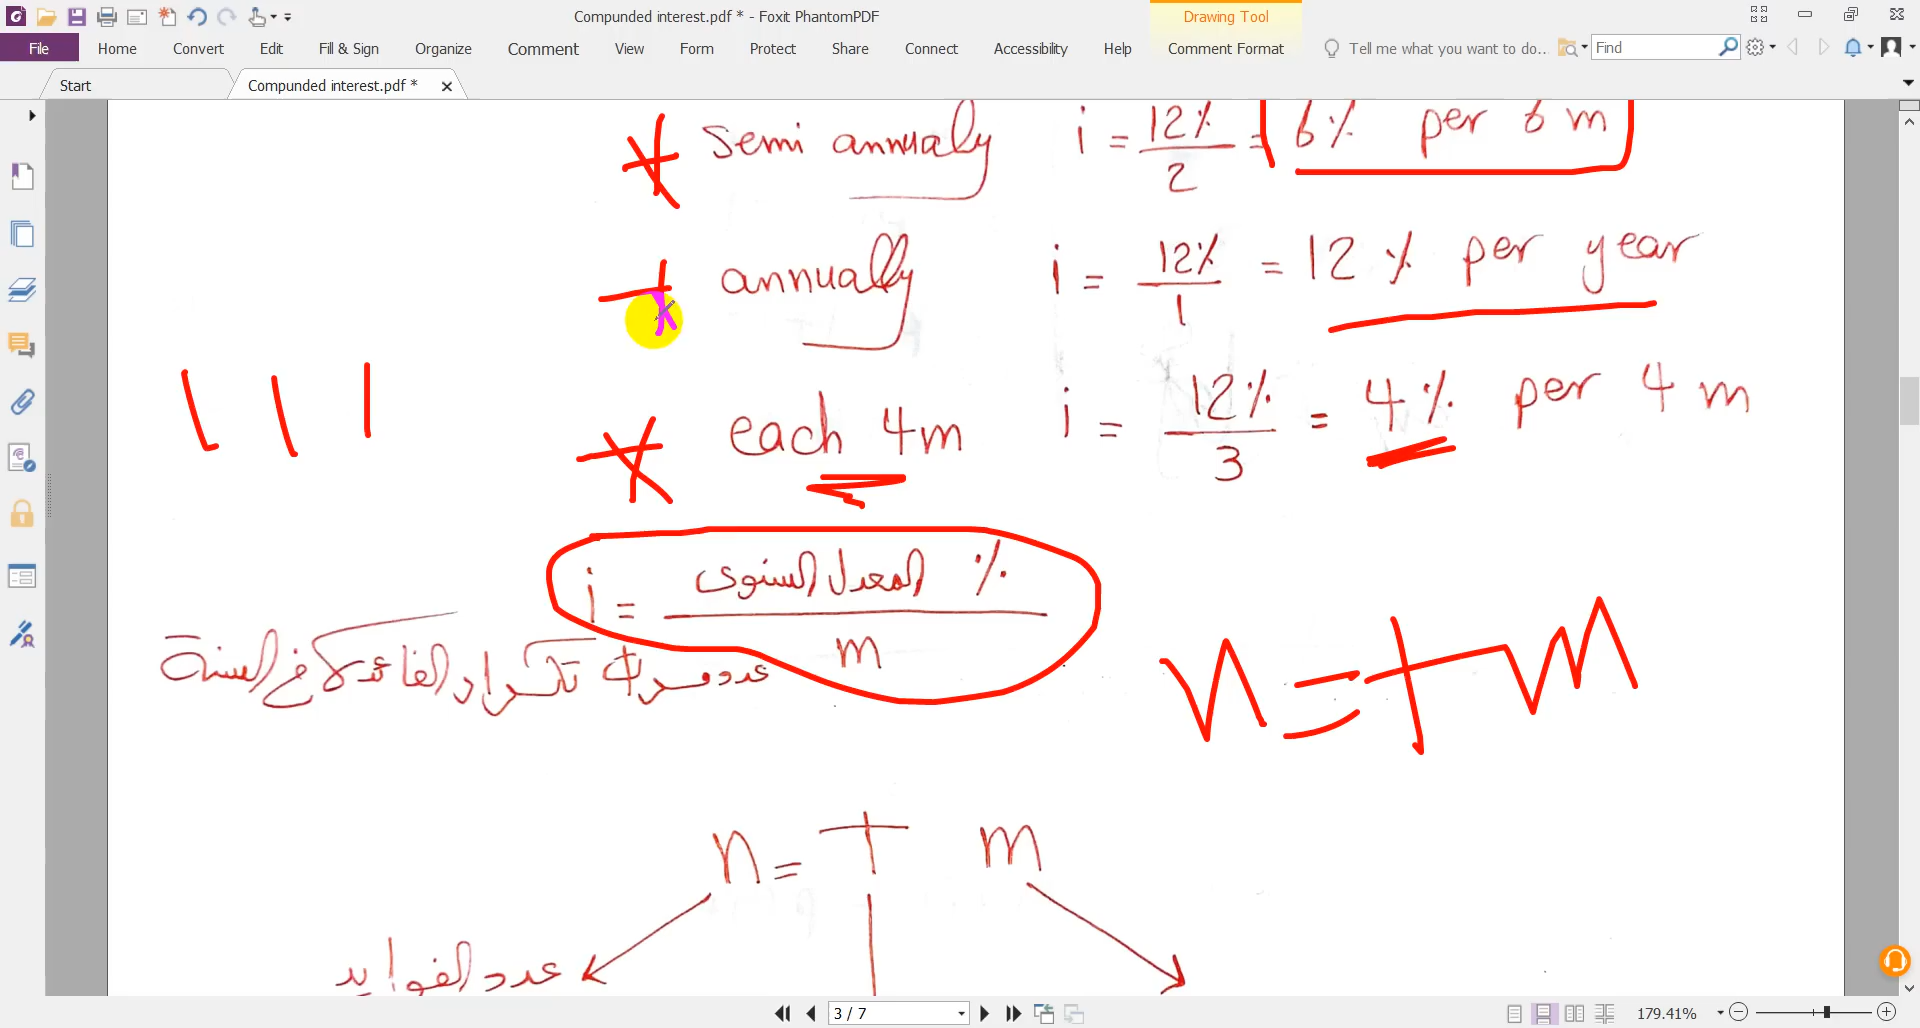 Compunded interest.pdf * - Foxit PhantomPDF
Drawing Tool
File Home Convert Edit Fill & Sign Organize Comment View Form Protect Share Connect Accessibility Help Comment Format Tell me what you want to do... Find
Start
Compunded interest.pdf *
semi annualy i = 12% / 2 = 6% per 6 m
annually i = 12% / 1 = 12 % per year
each 4m i = 12% / 3 = 4% per 4 m
i = المعدل السنوى %
m
عدد مرات تكرار الفائدة فى السنة
n = T m
n = T m
عدد الفوايد
3 / 7
179.41%